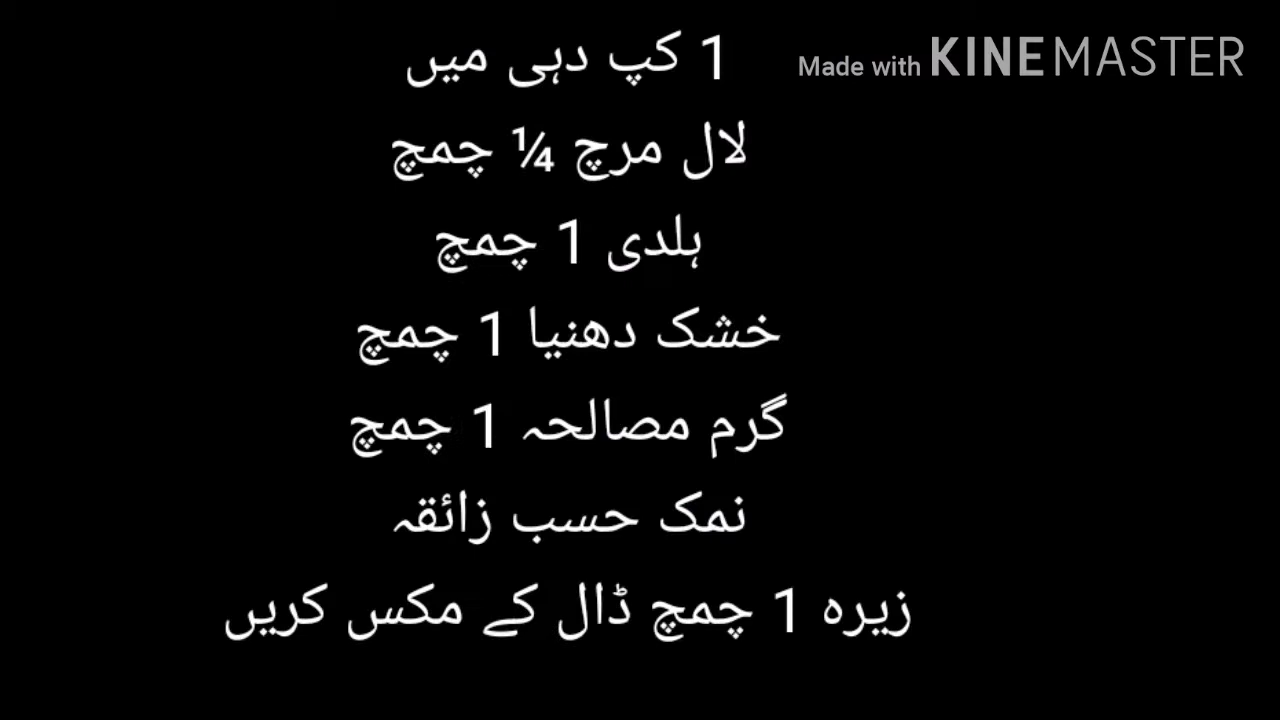 1 کپ دہی میں
Made with KINEMASTER
لال مرچ ¼ چمچ
ہلدی 1 چمچ
خشک دھنیا 1 چمچ
گرم مصالحہ 1 چمچ
نمک حسب زائقہ
زیرہ 1 چمچ ڈال کے مکس کریں